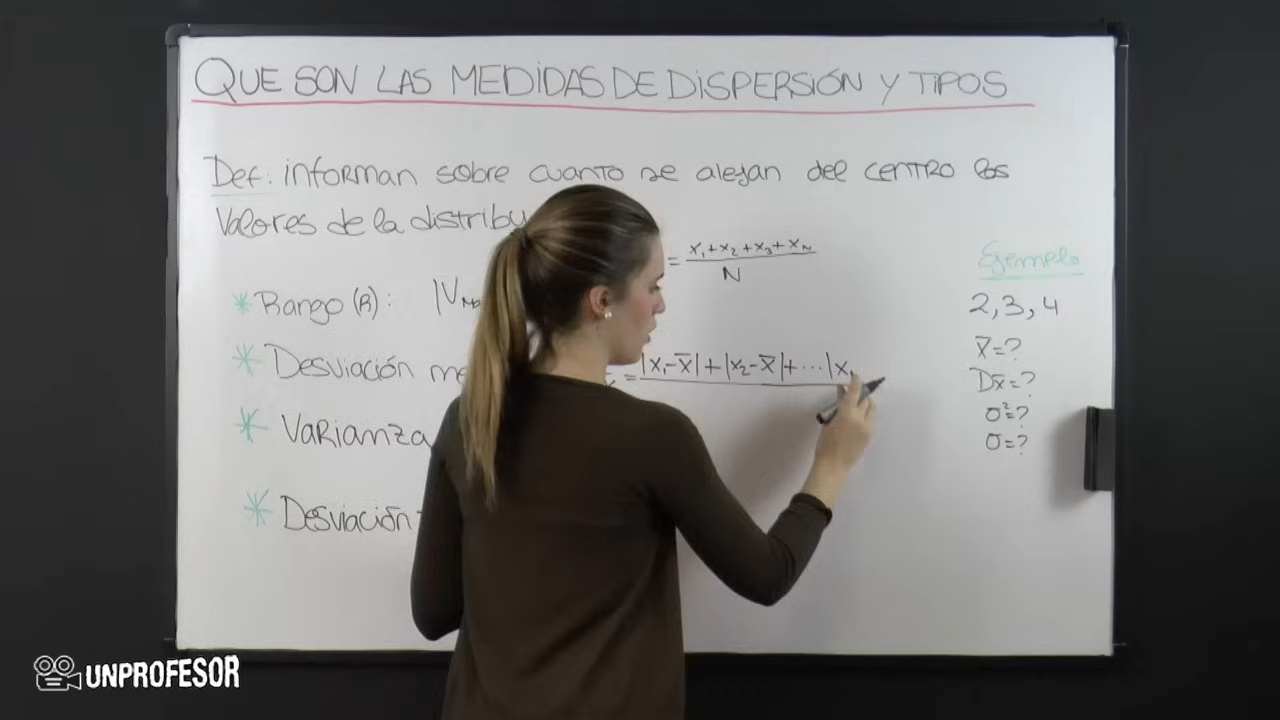 QUE SON LAS MEDIDAS DE DISPERSIÓN Y TIPOS
Def: informan sobre cuanto se alejan del centro los
Valores de la distribu
= x₁+x₂+x₃+xₙ / N
* Rango (R): |V
* Desviación me = |x₁-x̄|+|x₂-x̄|+...|x
* Varianza
* Desviación
Ejemplo
2,3,4
x̄=?
Dx̄=?
σ²=?
σ=?
UNPROFESOR